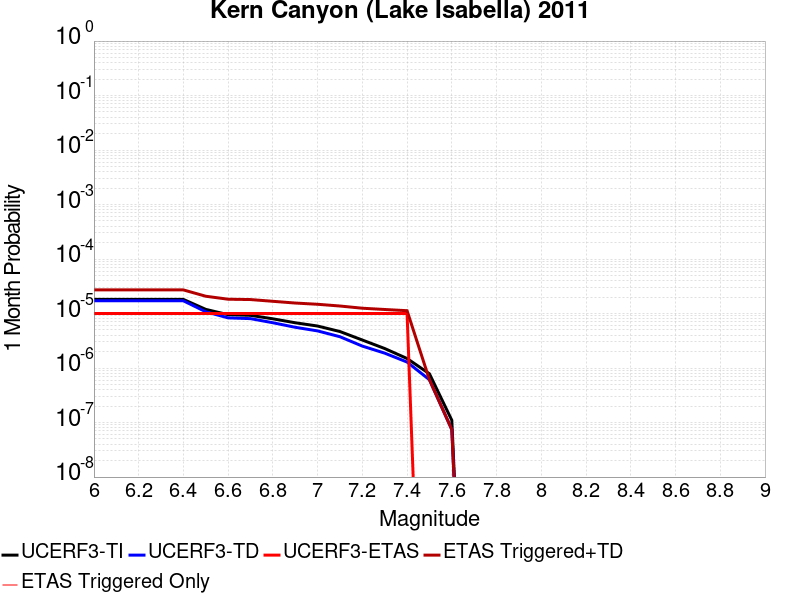 Kern Canyon (Lake Isabella) 2011
1 Month Probability
10^0
10^-1
10^-2
10^-3
10^-4
10^-5
10^-6
10^-7
10^-8
6 6.2 6.4 6.6 6.8 7 7.2 7.4 7.6 7.8 8 8.2 8.4 8.6 8.8 9
Magnitude
UCERF3-TI UCERF3-TD UCERF3-ETAS ETAS Triggered+TD
ETAS Triggered Only